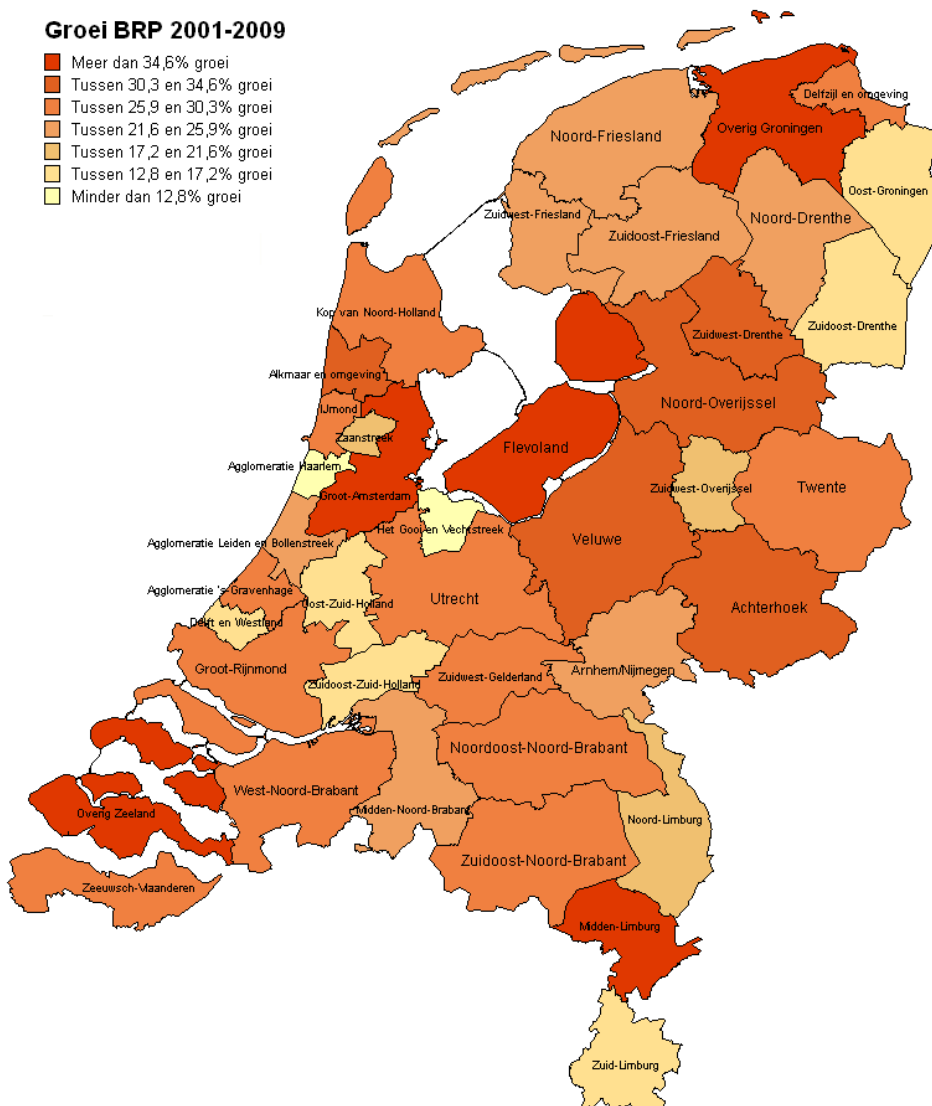 Groei BRP 2001-2009
Meer dan 34,6% groei
Tussen 30,3 en 34,6% groei
Tussen 25,9 en 30,3% groei
Tussen 21,6 en 25,9% groei
Tussen 17,2 en 21,6% groei
Tussen 12,8 en 17,2% groei
Minder dan 12,8% groei
Delfzijl en omgeving
Overig Groningen
Noord-Friesland
Oost-Groningen
Zuidwest-Friesland
Noord-Drenthe
Zuidoost-Friesland
Kop van Noord-Holland
Zuidoost-Drenthe
Zuidwest-Drenthe
Alkmaar en omgeving
Noord-Overijssel
IJmond
Zaanstreek
Flevoland
Agglomeratie Haarlem
Zuidwest-Overijssel
Twente
Groot-Amsterdam
Het Gooi en Vechtstreek
Veluwe
Agglomeratie Leiden en Bollenstreek
Agglomeratie 's-Gravenhage
Oost-Zuid-Holland
Utrecht
Achterhoek
Delft en Westland
Groot-Rijnmond
Arnhem/Nijmegen
Zuidwest-Gelderland
Zuidoost-Zuid-Holland
Noordoost-Noord-Brabant
West-Noord-Brabant
Midden-Noord-Brabant
Overig Zeeland
Noord-Limburg
Zuidoost-Noord-Brabant
Zeeuwsch-Vlaanderen
Midden-Limburg
Zuid-Limburg